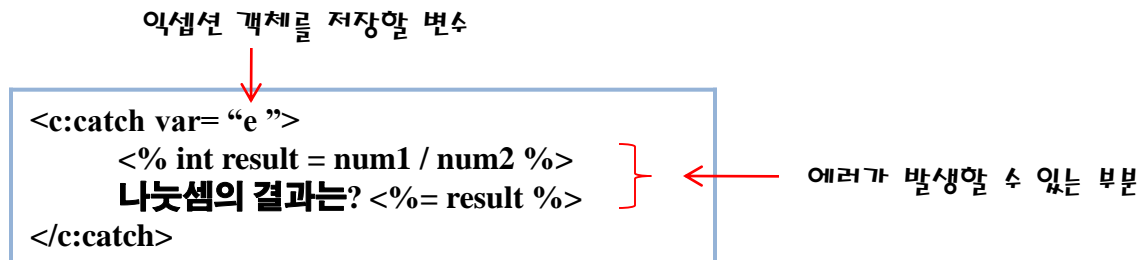 익셉션 객체를 저장할 변수
<c:catch var= “e ”>
<% int result = num1 / num2 %>
나눗셈의 결과는? <%= result %>
</c:catch>
에러가 발생할 수 있는 부분